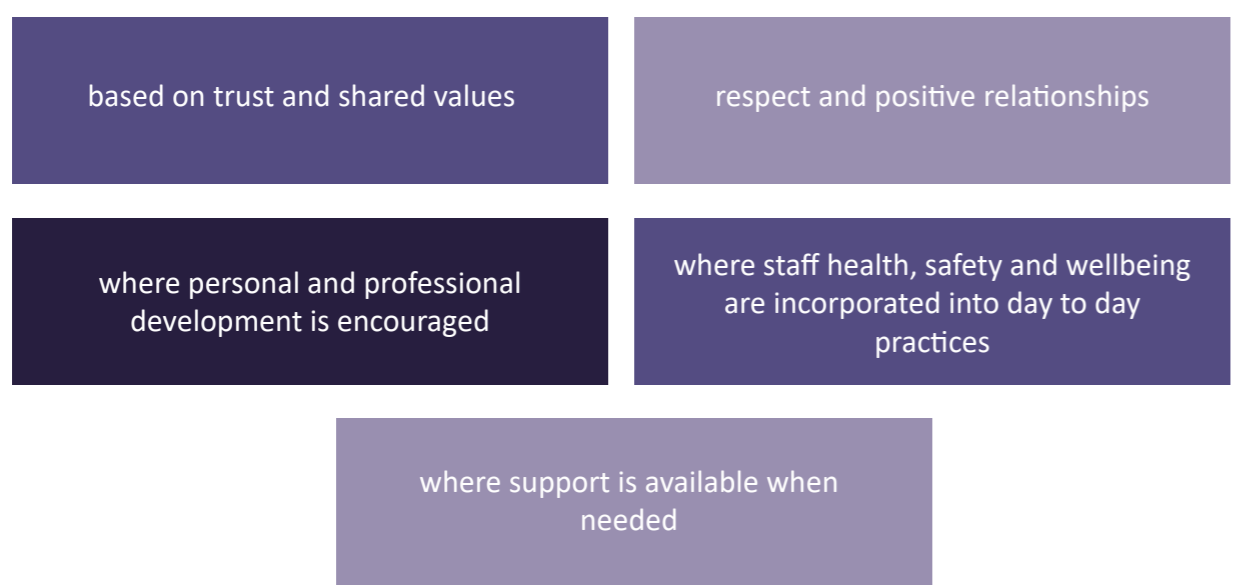 based on trust and shared values
respect and positive relationships
where personal and professional
development is encouraged
where staff health, safety and wellbeing
are incorporated into day to day
practices
where support is available when
needed